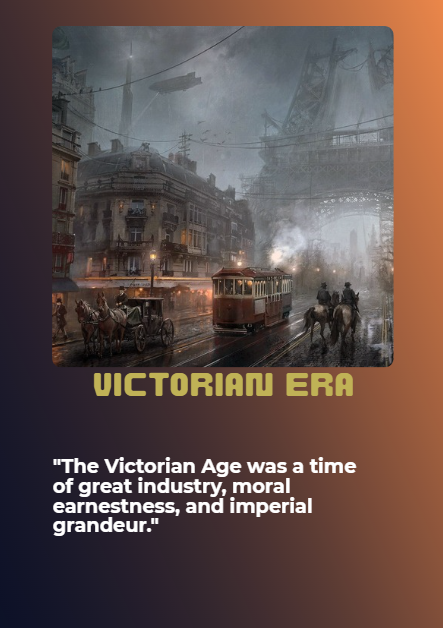 VICTORIAN ERA
"The Victorian Age was a time
of great industry, moral
earnestness, and imperial
grandeur."